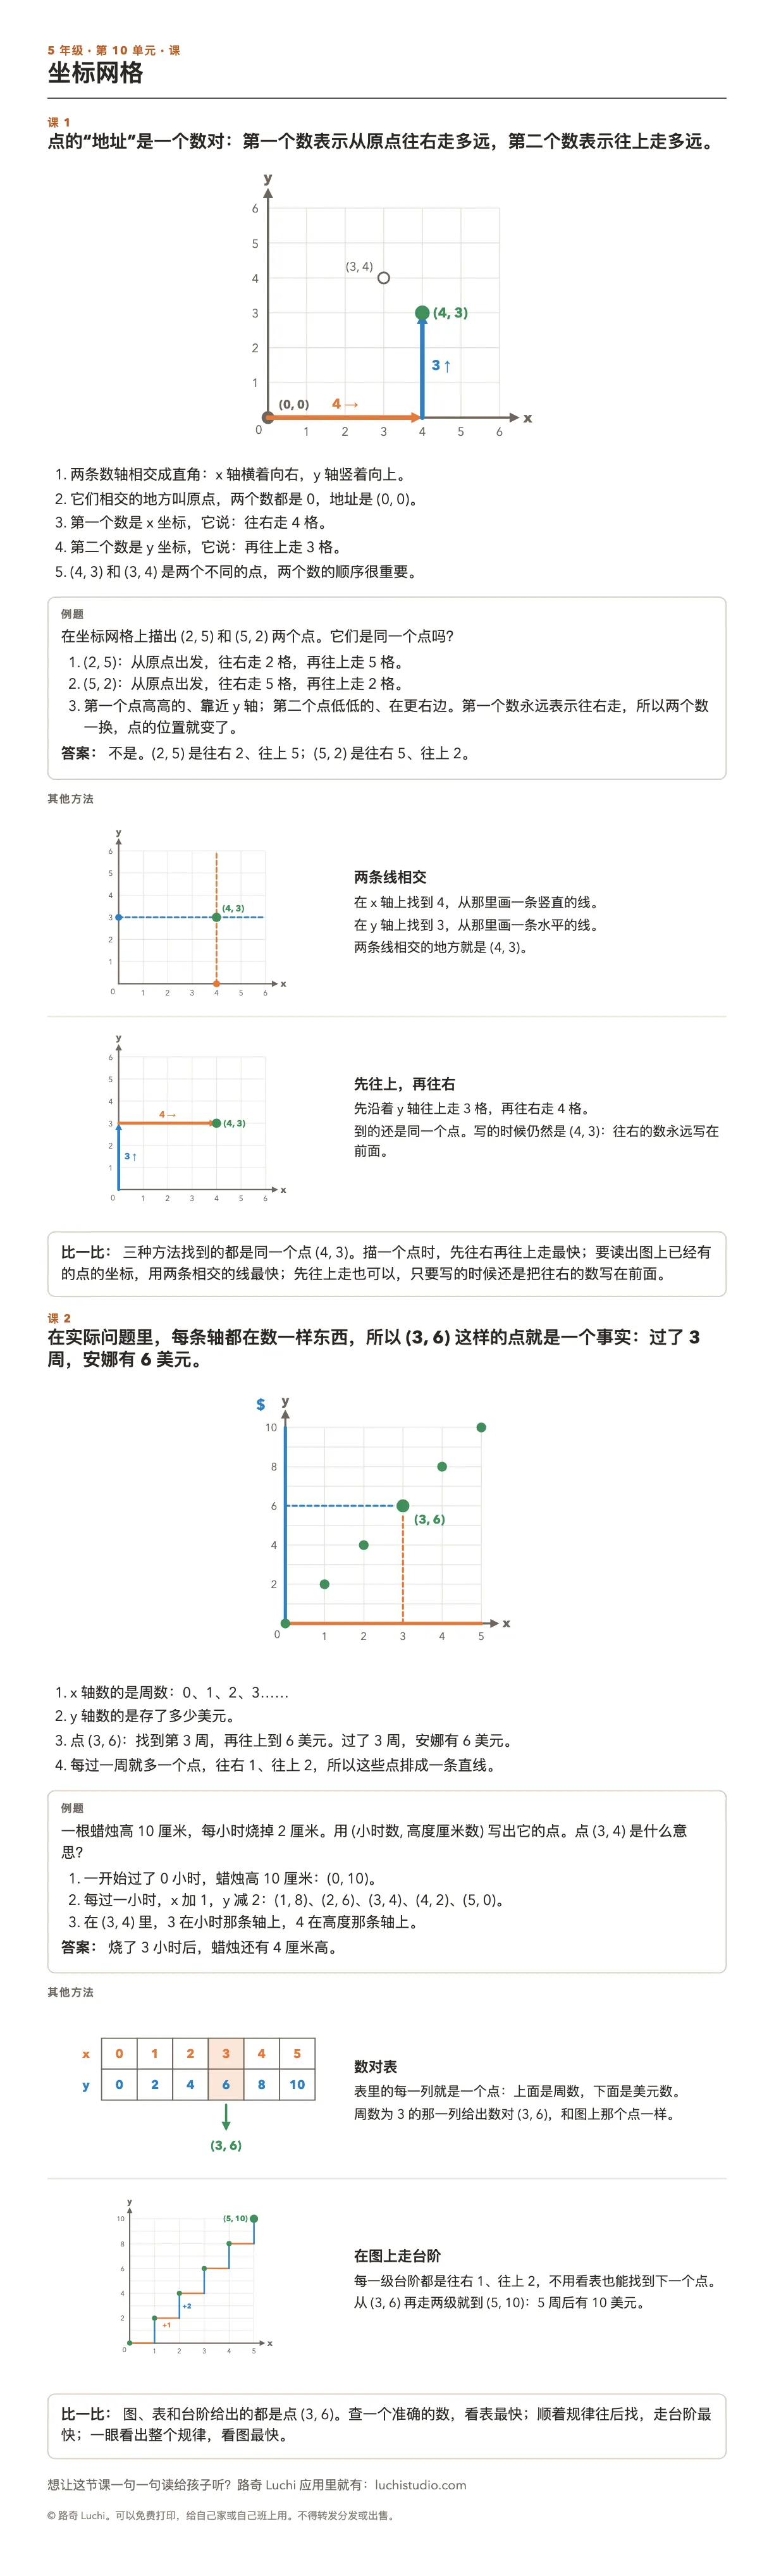 5 年级 · 第 10 单元 · 课
坐标网格
课 1
点的“地址”是一个数对：第一个数表示从原点往右走多远，第二个数表示往上走多远。
y
6
5
(3, 4)
4
3
(4, 3)
2
3 ↑
1
(0, 0)
4 →
x
0
1
2
3
4
5
6
1. 两条数轴相交成直角：x 轴横着向右，y 轴竖着向上。
2. 它们相交的地方叫原点，两个数都是 0，地址是 (0, 0)。
3. 第一个数是 x 坐标，它说：往右走 4 格。
4. 第二个数是 y 坐标，它说：再往上走 3 格。
5. (4, 3) 和 (3, 4) 是两个不同的点，两个数的顺序很重要。
例题
在坐标网格上描出 (2, 5) 和 (5, 2) 两个点。它们是同一个点吗？
1. (2, 5)：从原点出发，往右走 2 格，再往上走 5 格。
2. (5, 2)：从原点出发，往右走 5 格，再往上走 2 格。
3. 第一个点高高的、靠近 y 轴；第二个点低低的、在更右边。第一个数永远表示往右走，所以两个数
一换，点的位置就变了。
答案： 不是。(2, 5) 是往右 2、往上 5；(5, 2) 是往右 5、往上 2。
其他方法
y
6
5
4
(4, 3)
3
2
1
x
0
1
2
3
4
5
6
两条线相交
在 x 轴上找到 4，从那里画一条竖直的线。
在 y 轴上找到 3，从那里画一条水平的线。
两条线相交的地方就是 (4, 3)。
y
6
5
4
4 →
3
(4, 3)
2
3 ↑
1
x
0
1
2
3
4
5
6
先往上，再往右
先沿着 y 轴往上走 3 格，再往右走 4 格。
到的还是同一个点。写的时候仍然是 (4, 3)：往右的数永远写在
前面。
比一比： 三种方法找到的都是同一个点 (4, 3)。描一个点时，先往右再往上走最快；要读出图上已经有
的点的坐标，用两条相交的线最快；先往上走也可以，只要写的时候还是把往右的数写在前面。
课 2
在实际问题里，每条轴都在数一样东西，所以 (3, 6) 这样的点就是一个事实：过了 3
周，安娜有 6 美元。
$ y
10
8
6
(3, 6)
4
2
x
0
1
2
3
4
5
1. x 轴数的是周数：0、1、2、3……
2. y 轴数的是存了多少美元。
3. 点 (3, 6)：找到第 3 周，再往上到 6 美元。过了 3 周，安娜有 6 美元。
4. 每过一周就多一个点，往右 1、往上 2，所以这些点排成一条直线。
例题
一根蜡烛高 10 厘米，每小时烧掉 2 厘米。用 (小时数, 高度厘米数) 写出它的点。点 (3, 4) 是什么意
思？
1. 一开始过了 0 小时，蜡烛高 10 厘米：(0, 10)。
2. 每过一小时，x 加 1，y 减 2：(1, 8)、(2, 6)、(3, 4)、(4, 2)、(5, 0)。
3. 在 (3, 4) 里，3 在小时那条轴上，4 在高度那条轴上。
答案： 烧了 3 小时后，蜡烛还有 4 厘米高。
其他方法
x 0 1 2 3 4 5
y 0 2 4 6 8 10
(3, 6)
数对表
表里的每一列就是一个点：上面是周数，下面是美元数。
周数为 3 的那一列给出数对 (3, 6)，和图上那个点一样。
y
10
(5, 10)
8
6
4
+2
2
+1
x
0
1
2
3
4
5
在图上走台阶
每一级台阶都是往右 1、往上 2，不用看表也能找到下一个点。
从 (3, 6) 再走两级就到 (5, 10)：5 周后有 10 美元。
比一比： 图、表和台阶给出的都是点 (3, 6)。查一个准确的数，看表最快；顺着规律往后找，走台阶最
快；一眼看出整个规律，看图最快。
想让这节课一句一句读给孩子听？路奇 Luchi 应用里就有：luchistudio.com
© 路奇 Luchi。可以免费打印，给自己家或自己班上用。不得转发分发或出售。